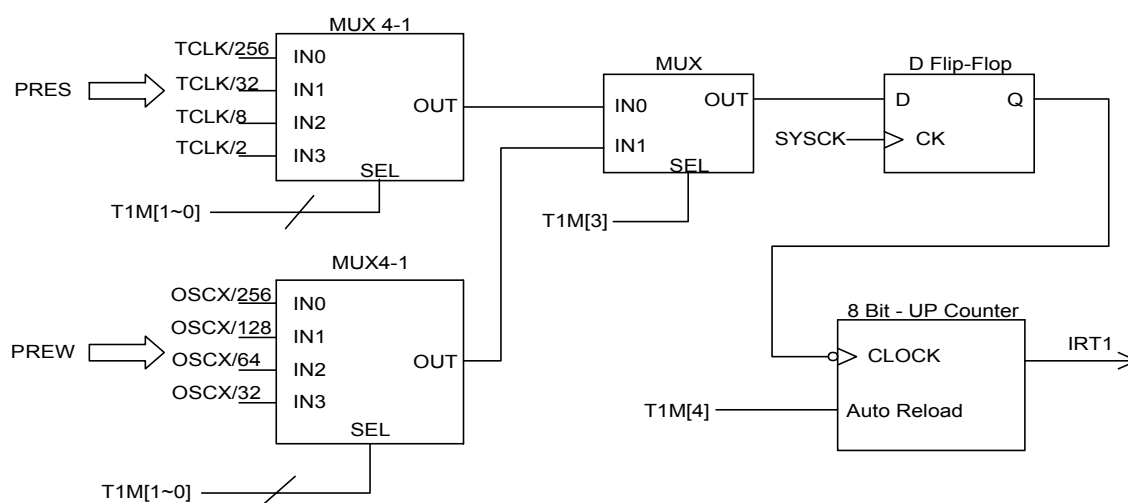 MUX 4-1
PRES
TCLK/256
TCLK/32
TCLK/8
TCLK/2
IN0
IN1
IN2
IN3
OUT
SEL
T1M[1~0]
MUX
IN0
IN1
OUT
SEL
T1M[3]
D Flip-Flop
D
Q
SYSCK
CK
MUX4-1
PREW
OSCX/256
OSCX/128
OSCX/64
OSCX/32
IN0
IN1
IN2
IN3
OUT
SEL
T1M[1~0]
8 Bit - UP Counter
CLOCK
IRT1
T1M[4]
Auto Reload